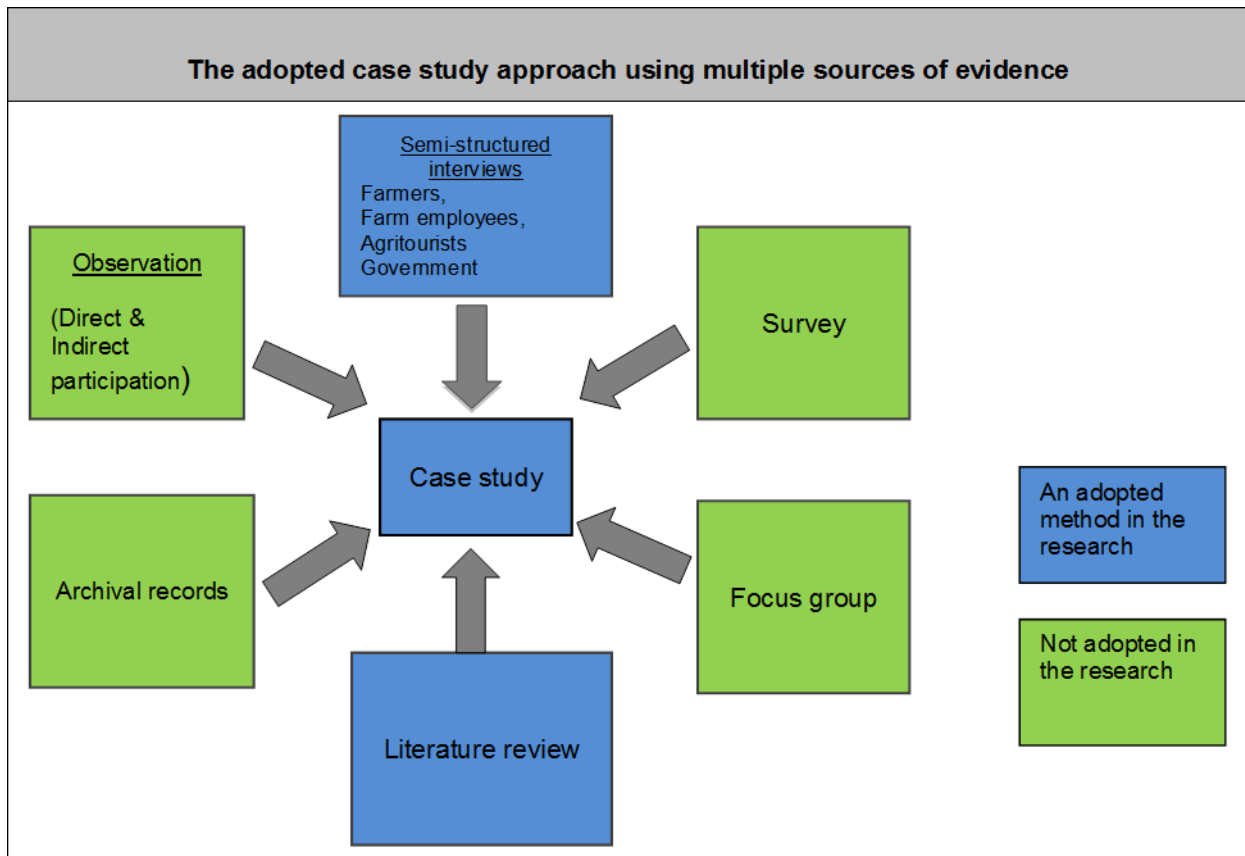 The adopted case study approach using multiple sources of evidence
Semi-structured
interviews
Farmers,
Farm employees,
Agritourists
Government
Observation
(Direct &
Indirect
participation)
Survey
Case study
Archival records
Focus group
Literature review
An adopted
method in the
research
Not adopted in
the research